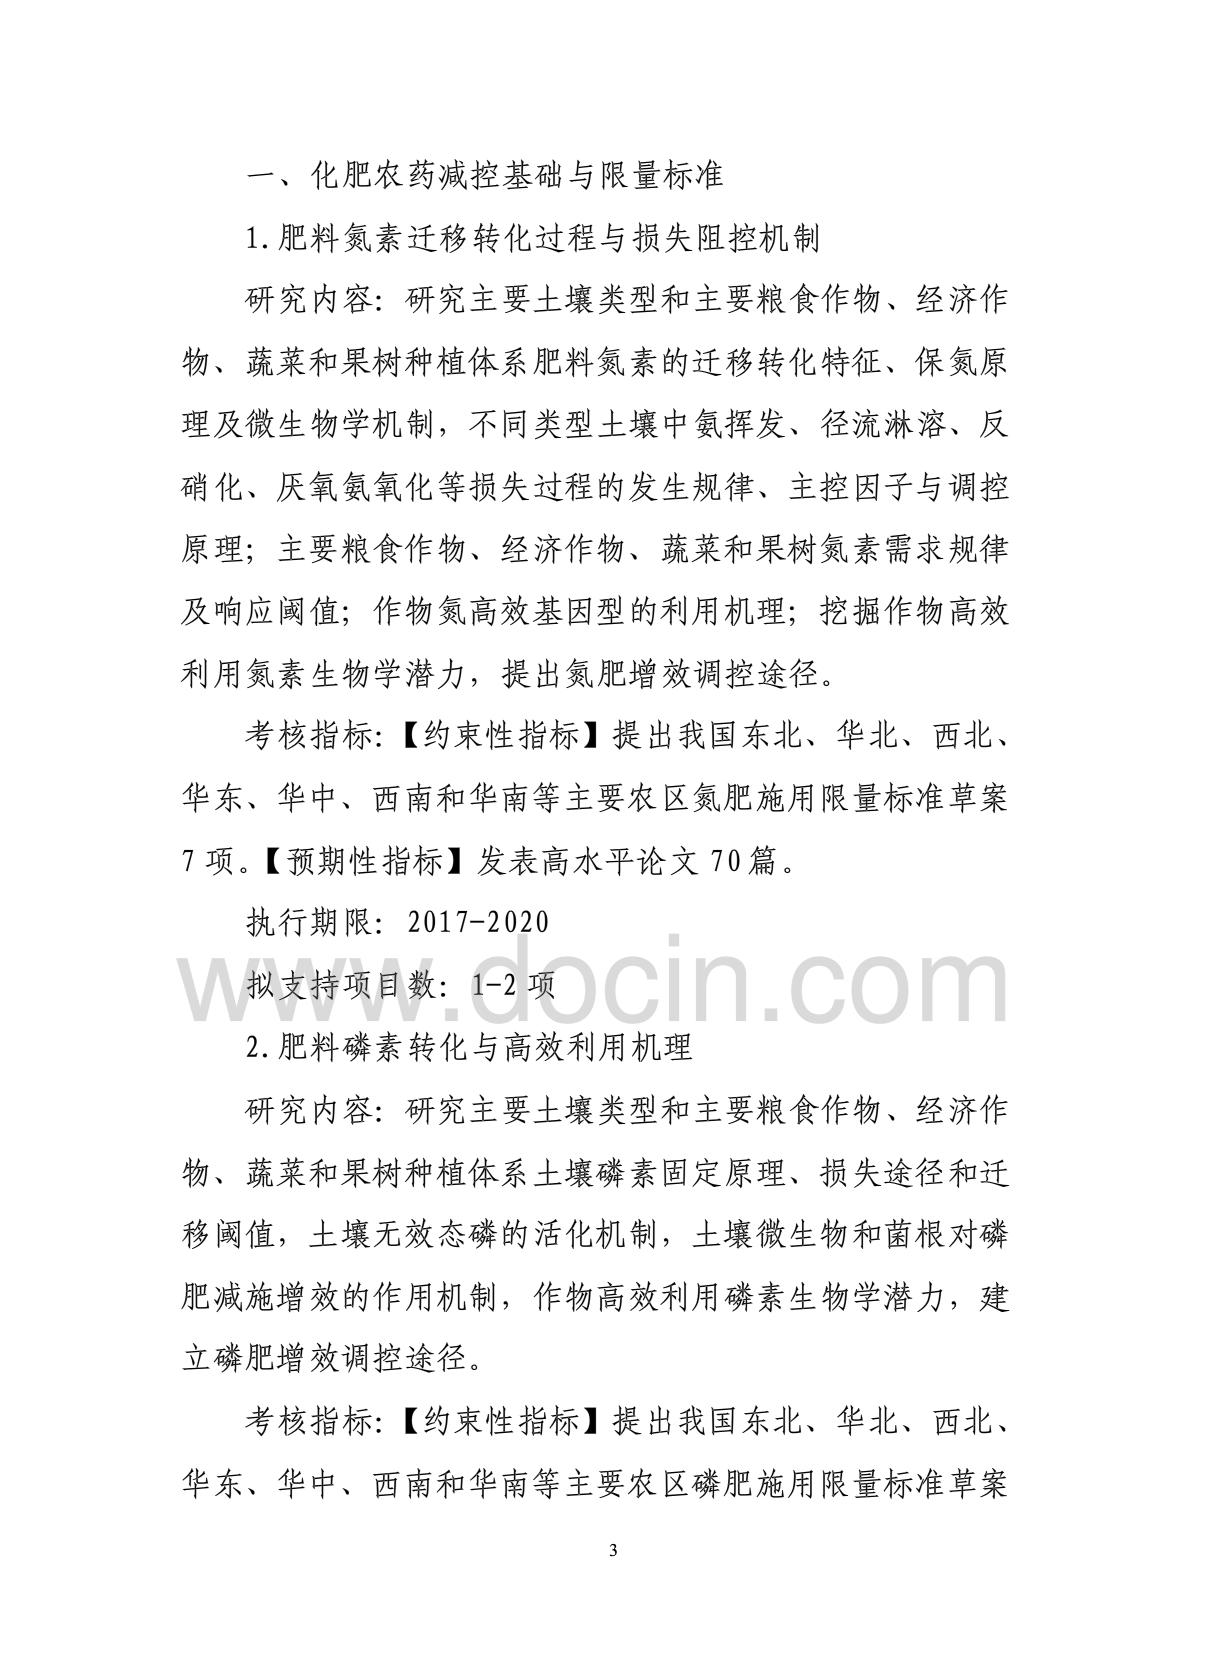 一、化肥农药减控基础与限量标准
1.肥料氮素迁移转化过程与损失阻控机制
研究内容：研究主要土壤类型和主要粮食作物、经济作
物、蔬菜和果树种植体系肥料氮素的迁移转化特征、保氮原
理及微生物学机制，不同类型土壤中氨挥发、径流淋溶、反
硝化、厌氧氨氧化等损失过程的发生规律、主控因子与调控
原理；主要粮食作物、经济作物、蔬菜和果树氮素需求规律
及响应阈值；作物氮高效基因型的利用机理；挖掘作物高效
利用氮素生物学潜力，提出氮肥增效调控途径。
考核指标：【约束性指标】提出我国东北、华北、西北、
华东、华中、西南和华南等主要农区氮肥施用限量标准草案
7 项。【预期性指标】发表高水平论文 70 篇。
执行期限：2017-2020
www.docin.com
拟支持项目数：1-2 项
2.肥料磷素转化与高效利用机理
研究内容：研究主要土壤类型和主要粮食作物、经济作
物、蔬菜和果树种植体系土壤磷素固定原理、损失途径和迁
移阈值，土壤无效态磷的活化机制，土壤微生物和菌根对磷
肥减施增效的作用机制，作物高效利用磷素生物学潜力，建
立磷肥增效调控途径。
考核指标：【约束性指标】提出我国东北、华北、西北、
华东、华中、西南和华南等主要农区磷肥施用限量标准草案
3